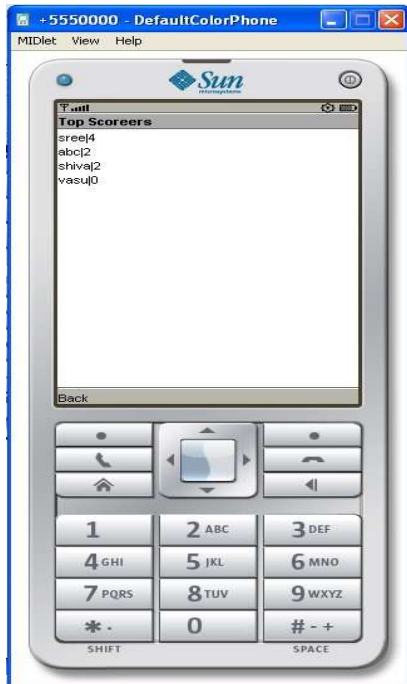 +5550000 - DefaultColorPhone
MIDlet View Help
Sun
microsystems
Top Scoreers
sree|4
abc|2
shiva|2
vasu|0
Back
1 2 ABC 3 DEF
4 GHI 5 JKL 6 MNO
7 PQRS 8 TUV 9 WXYZ
* . 0 # - +
SHIFT SPACE